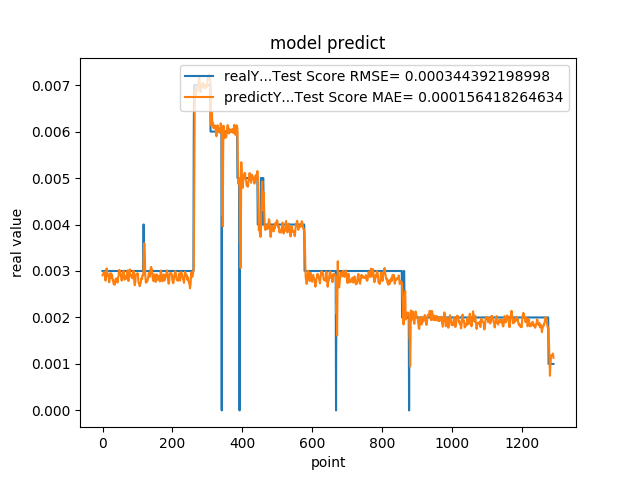 model predict
realY...Test Score RMSE= 0.000344392198998
predictY...Test Score MAE= 0.000156418264634
0.007
0.006
0.005
0.004
0.003
0.002
0.001
0.000
real value
0 200 400 600 800 1000 1200
point